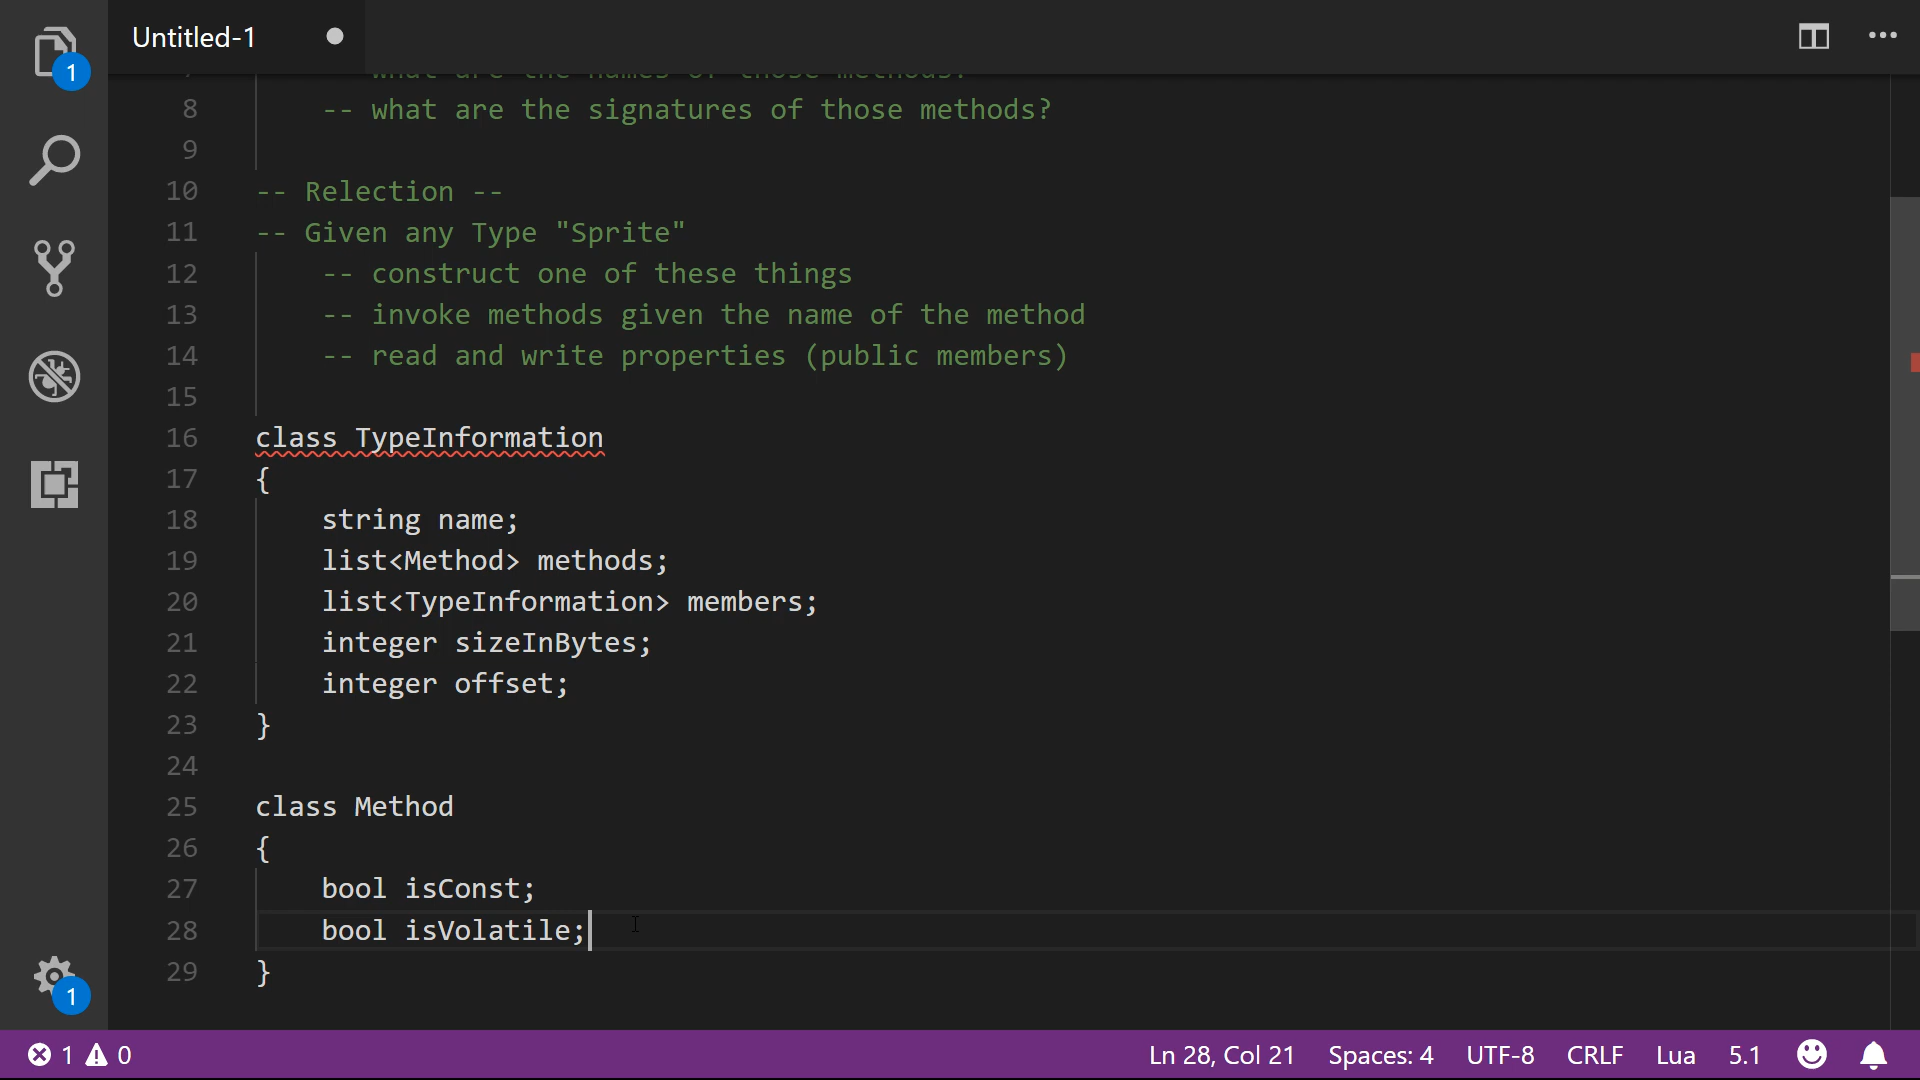 Untitled-1
1
8 -- what are the signatures of those methods?
9
10 -- Relection --
11 -- Given any Type "Sprite"
12 -- construct one of these things
13 -- invoke methods given the name of the method
14 -- read and write properties (public members)
15
16 class TypeInformation
17 {
18 string name;
19 list<Method> methods;
20 list<TypeInformation> members;
21 integer sizeInBytes;
22 integer offset;
23 }
24
25 class Method
26 {
27 bool isConst;
28 bool isVolatile;
29 }
1
1 0 Ln 28, Col 21 Spaces: 4 UTF-8 CRLF Lua 5.1